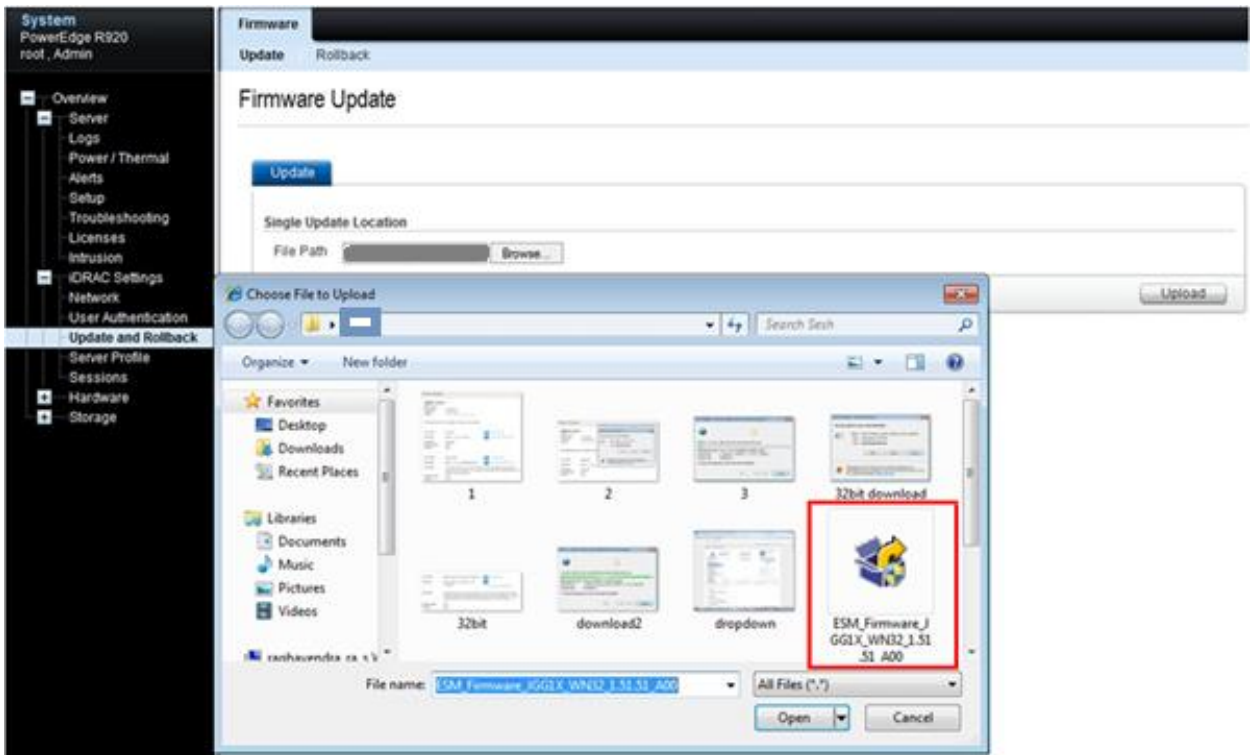 System
PowerEdge R920
root , Admin
Overview
Server
Logs
Power / Thermal
Alerts
Setup
Troubleshooting
Licenses
Intrusion
iDRAC Settings
Network
User Authentication
Update and Rollback
Server Profile
Sessions
Hardware
Storage
Firmware
Update Rollback
Firmware Update
Update
Single Update Location
File Path Browse...
Upload
Choose File to Upload
Search Sesh
Organize New folder
Favorites
Desktop
Downloads
Recent Places
Libraries
Documents
Music
Pictures
Videos
1 2 3 32bit download
32bit download2 dropdown ESM_Firmware_J
GG1X_WN32_1.51
.51_A00
File name: ESM_Firmware_JGG1X_WN32_1.51.51_A00 All Files (*.*)
Open Cancel